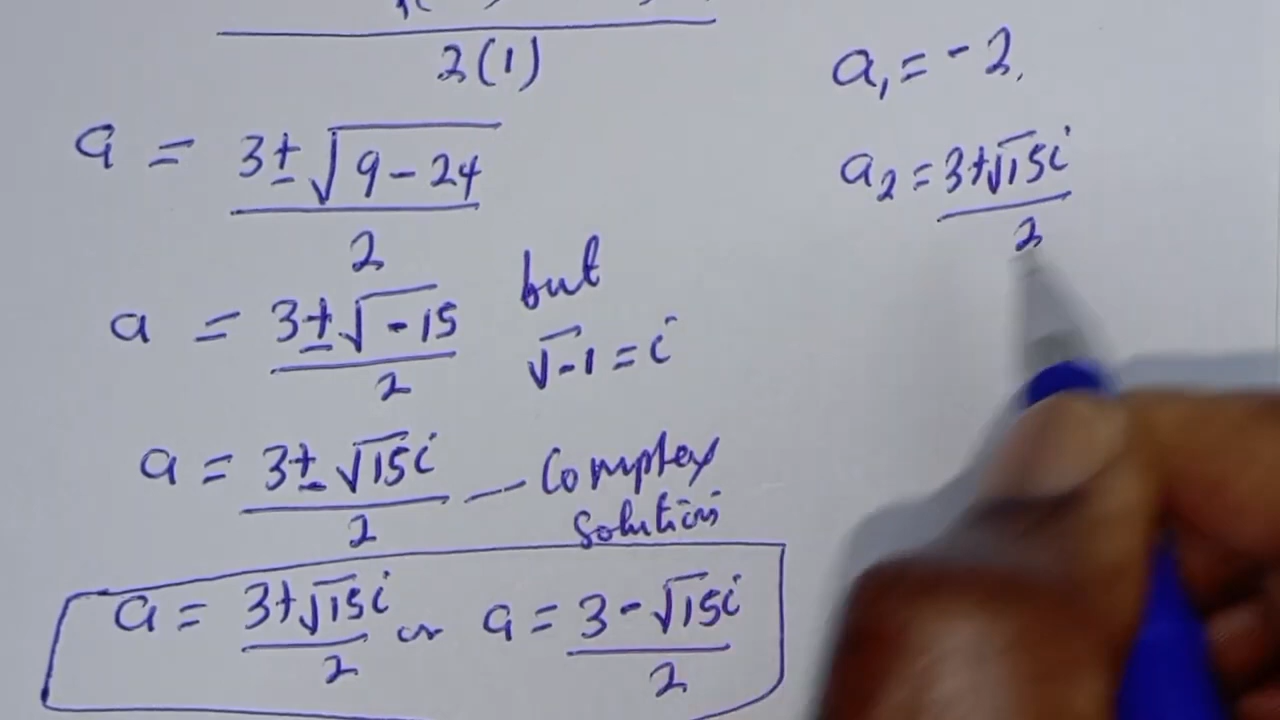 2(1)
a = 3±√9-24
2
a = 3±√-15
2
but
√-1 = i
a = 3±√15i
2
Complex
solution
a = 3+√15i
2
or
a = 3-√15i
2
a₁ = -2.
a₂ = 3+√15i
2